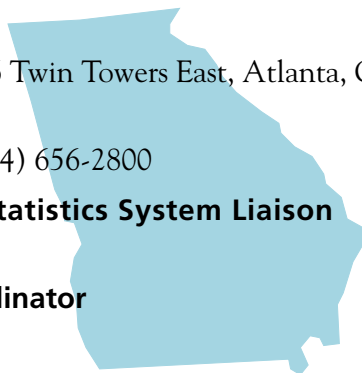 Twin Towers East, Atlanta,
4) 656-2800
tatistics System Liaison
linator